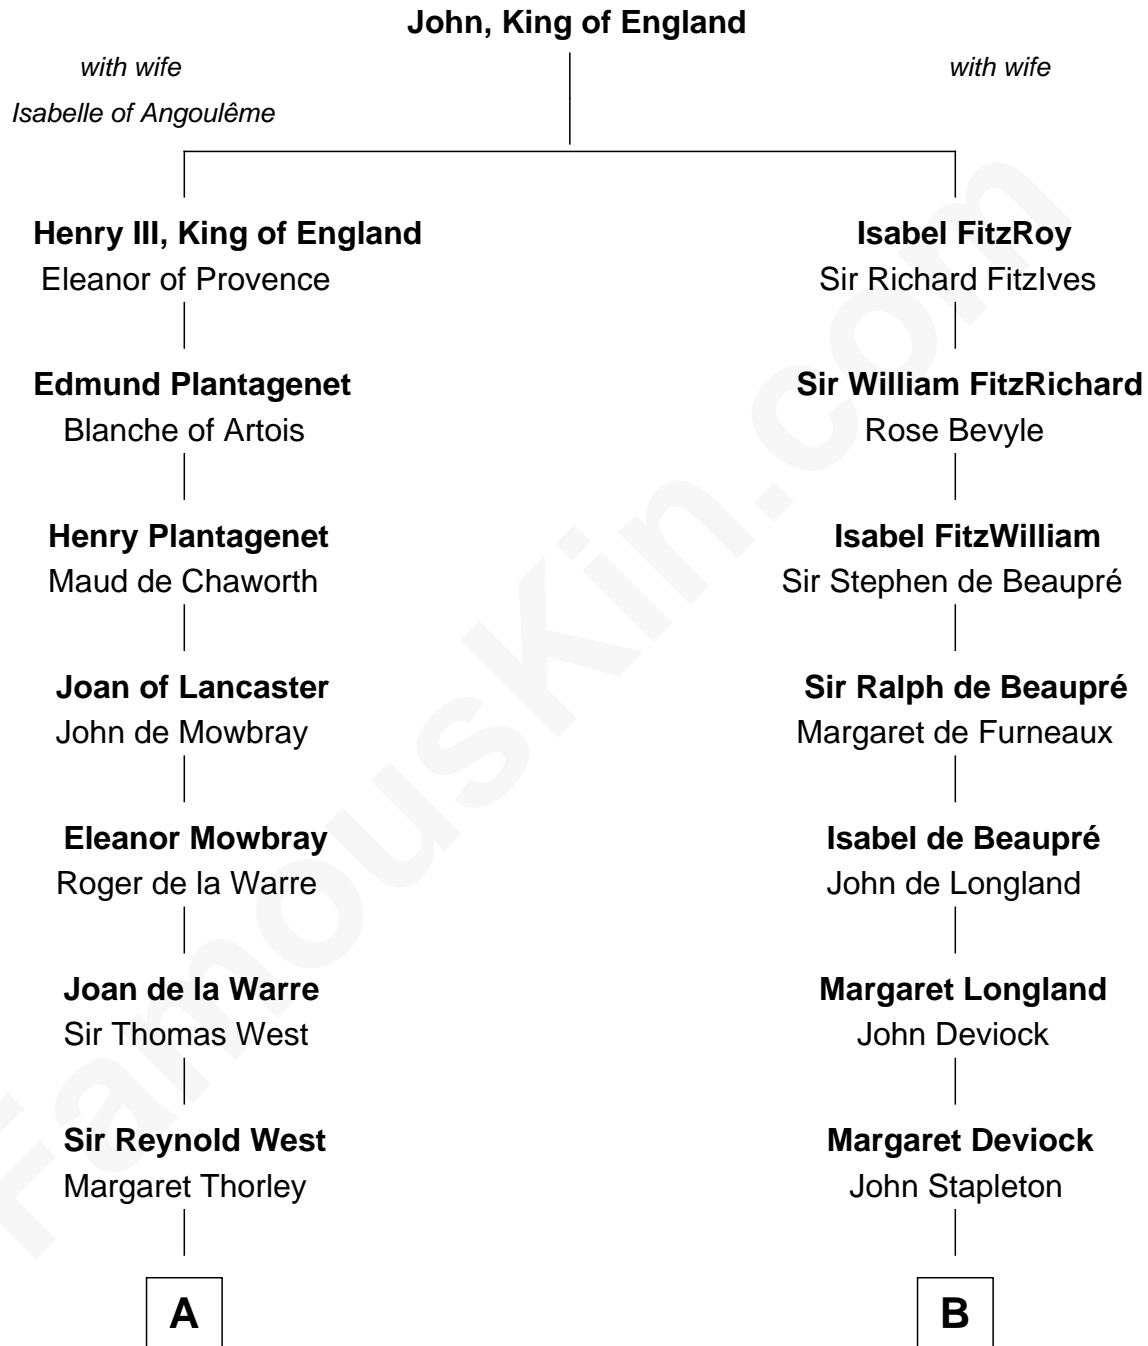 John, King of England
with wife
Isabelle of Angoulême
with wife
Henry III, King of England
Eleanor of Provence
Isabel FitzRoy
Sir Richard FitzIves
Edmund Plantagenet
Blanche of Artois
Sir William FitzRichard
Rose Bevyle
Henry Plantagenet
Maud de Chaworth
Isabel FitzWilliam
Sir Stephen de Beaupré
Joan of Lancaster
John de Mowbray
Sir Ralph de Beaupré
Margaret de Furneaux
Eleanor Mowbray
Roger de la Warre
Isabel de Beaupré
John de Longland
Joan de la Warre
Sir Thomas West
Margaret Longland
John Deviock
Sir Reynold West
Margaret Thorley
Margaret Deviock
John Stapleton
A
B
FamousKin.com